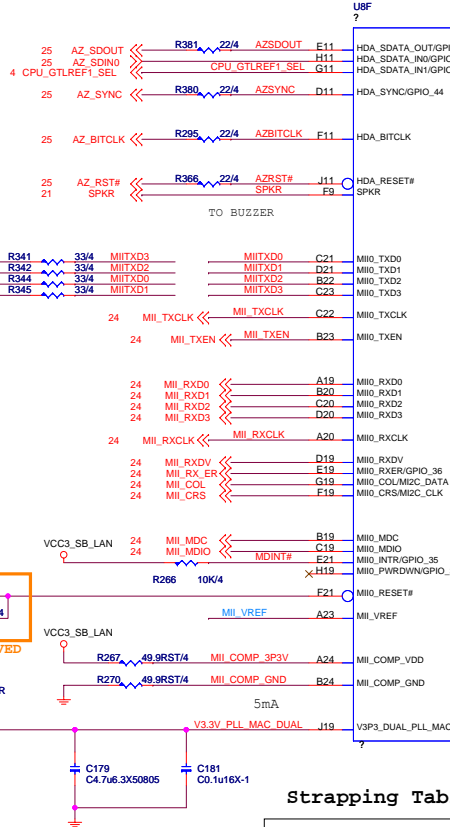 U8F
?
25 AZ_SDOUT R381 22/4 AZSDOUT E11 HDA_SDATA_OUT/GPI
25 AZ_SDIN0 H11 HDA_SDATA_IN0/GPIO
4 CPU_GTLREF1_SEL CPU_GTLREF1_SEL G11 HDA_SDATA_IN1/GPIO
25 AZ_SYNC R380 22/4 AZSYNC D11 HDA_SYNC/GPIO_44
25 AZ_BITCLK R295 22/4 AZBITCLK F11 HDA_BITCLK
25 AZ_RST# R366 22/4 AZRST# J11 HDA_RESET#
21 SPKR SPKR F9 SPKR
TO BUZZER
R341 33/4 MIITXD3 MIITXD0 C21 MII0_TXD0
R342 33/4 MIITXD2 MIITXD1 D21 MII0_TXD1
R344 33/4 MIITXD0 MIITXD2 B22 MII0_TXD2
R345 33/4 MIITXD1 MIITXD3 C23 MII0_TXD3
24 MII_TXCLK MII_TXCLK C22 MII0_TXCLK
24 MII_TXEN MII_TXEN B23 MII0_TXEN
24 MII_RXD0 A19 MII0_RXD0
24 MII_RXD1 B20 MII0_RXD1
24 MII_RXD2 C20 MII0_RXD2
24 MII_RXD3 D20 MII0_RXD3
24 MII_RXCLK MII_RXCLK A20 MII0_RXCLK
24 MII_RXDV D19 MII0_RXDV
24 MII_RX_ER E19 MII0_RXER/GPIO_36
24 MII_COL G19 MII0_COL/MI2C_DATA
24 MII_CRS F19 MII0_CRS/MI2C_CLK
24 MII_MDC B19 MII0_MDC
24 MII_MDIO C19 MII0_MDIO
VCC3_SB_LAN MDINT# E21 MII0_INTR/GPIO_35
H19 MII0_PWRDWN/GPIO_
R266 10K/4
F21 MII0_RESET#
4
MII_VREF A23 MII_VREF
VED
VCC3_SB_LAN
R267 49.9RST/4 MII_COMP_3P3V A24 MII_COMP_VDD
R270 49.9RST/4 MII_COMP_GND B24 MII_COMP_GND
R
5mA
V3.3V_PLL_MAC_DUAL J19 V3P3_DUAL_PLL_MAC
?
C179 C181
C4.7u6.3X50805 C0.1u16X-1
Strapping Tab